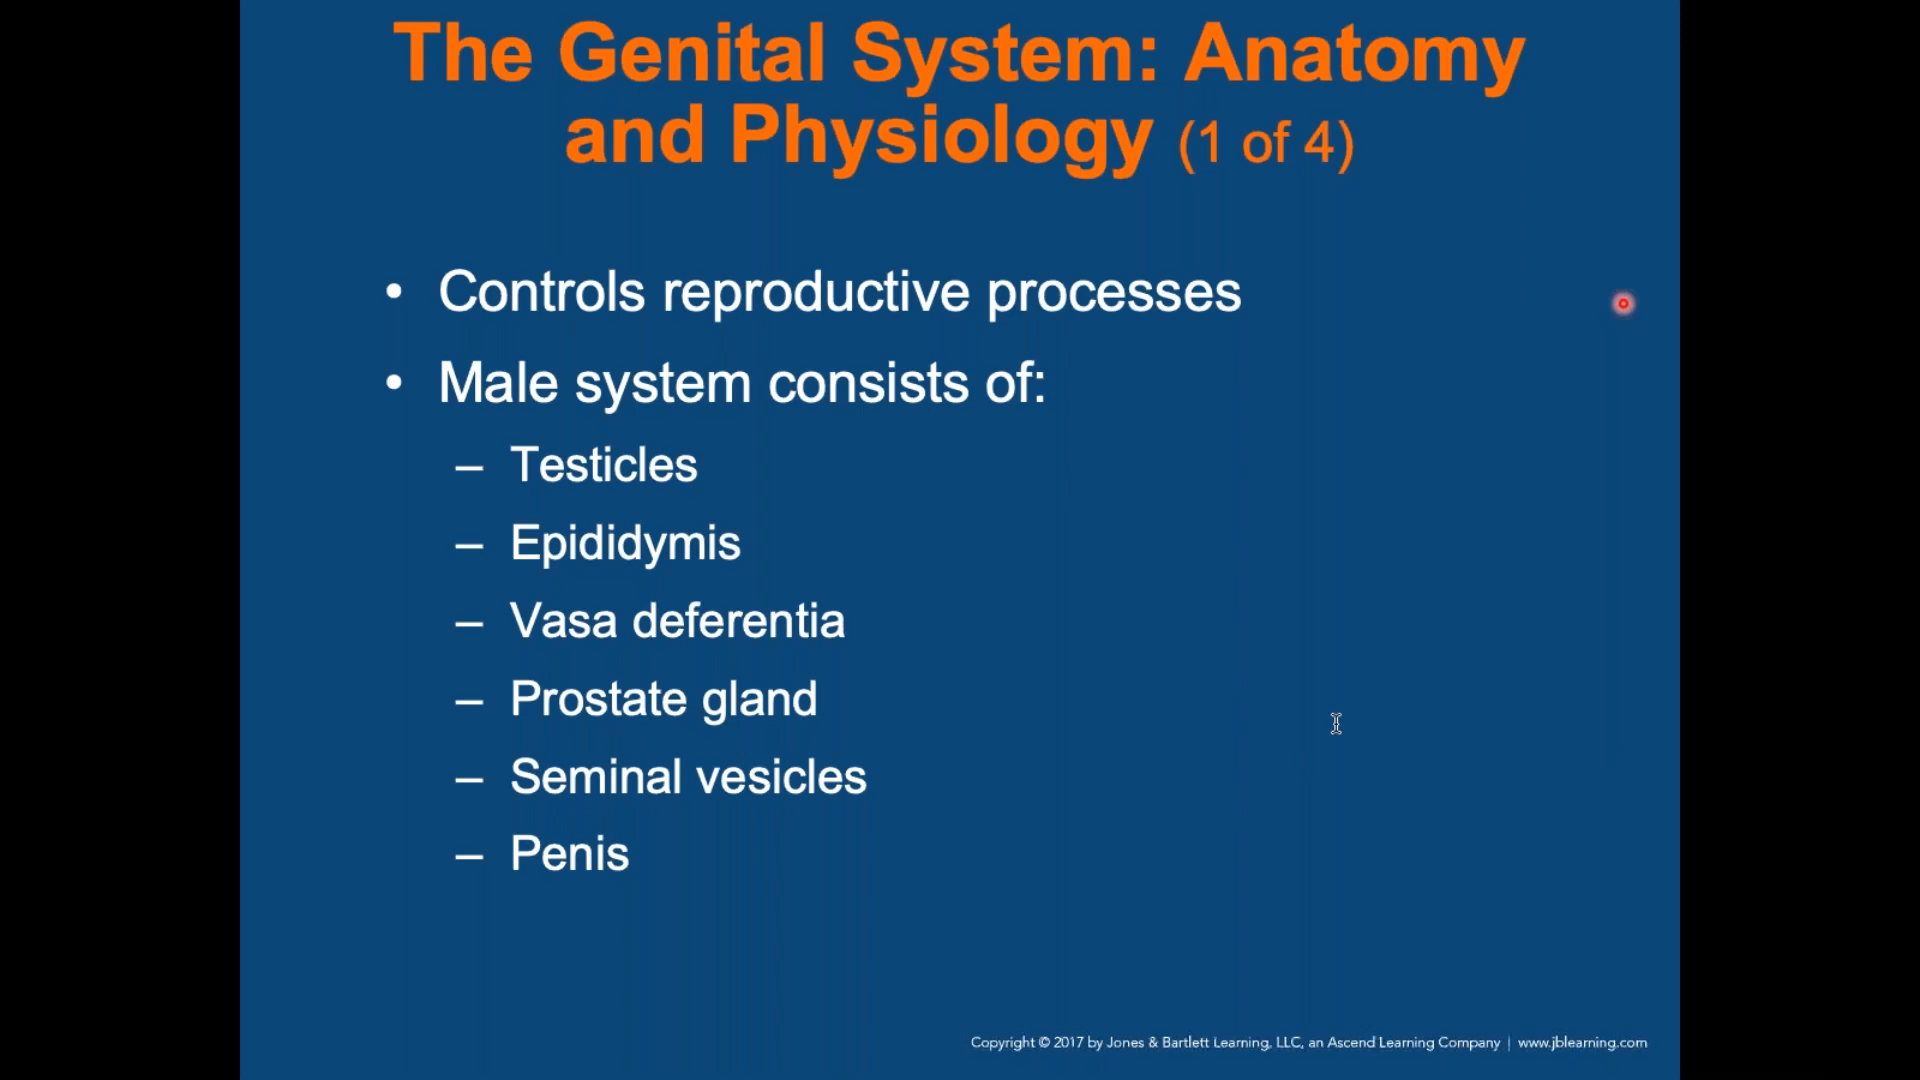 The Genital System: Anatomy
and Physiology (1 of 4)
• Controls reproductive processes
• Male system consists of:
– Testicles
– Epididymis
– Vasa deferentia
– Prostate gland
– Seminal vesicles
– Penis
Copyright © 2017 by Jones & Bartlett Learning, LLC, an Ascend Learning Company | www.jblearning.com